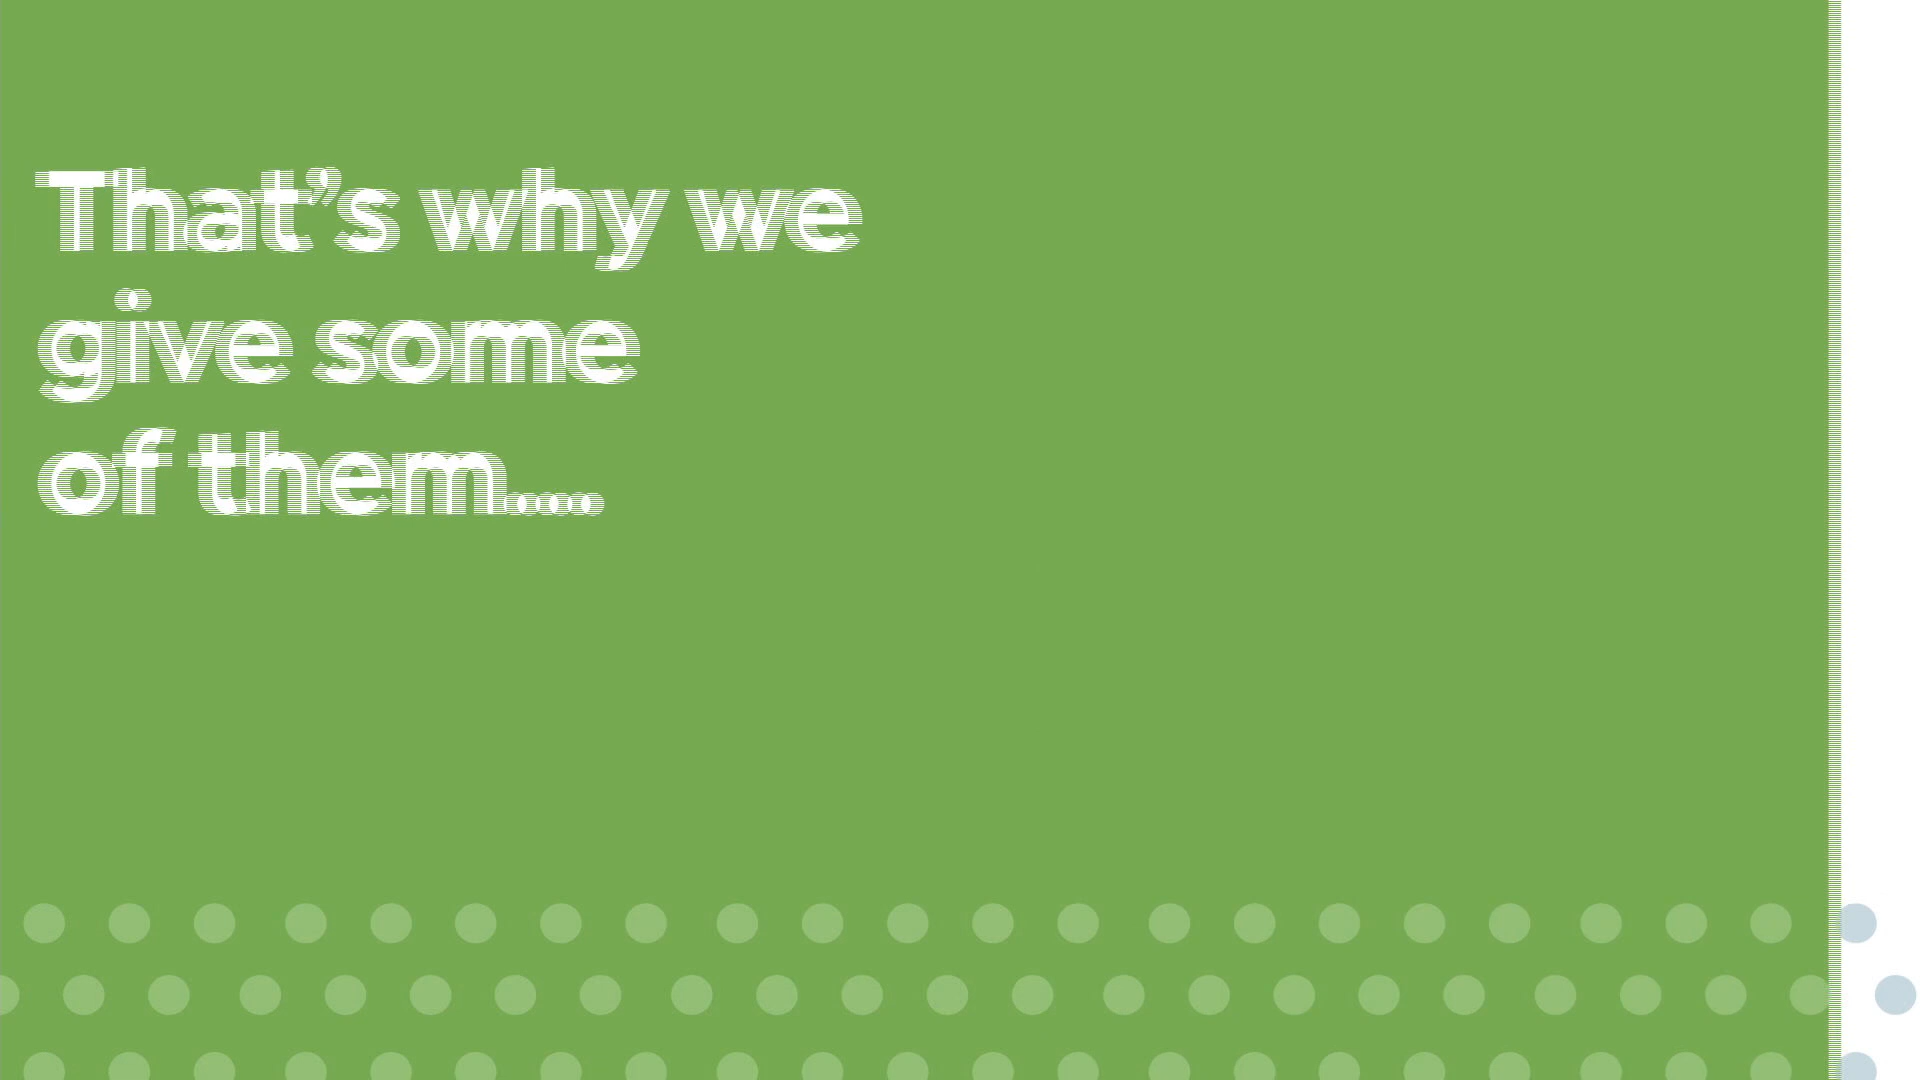 That’s why we
give some
of them....